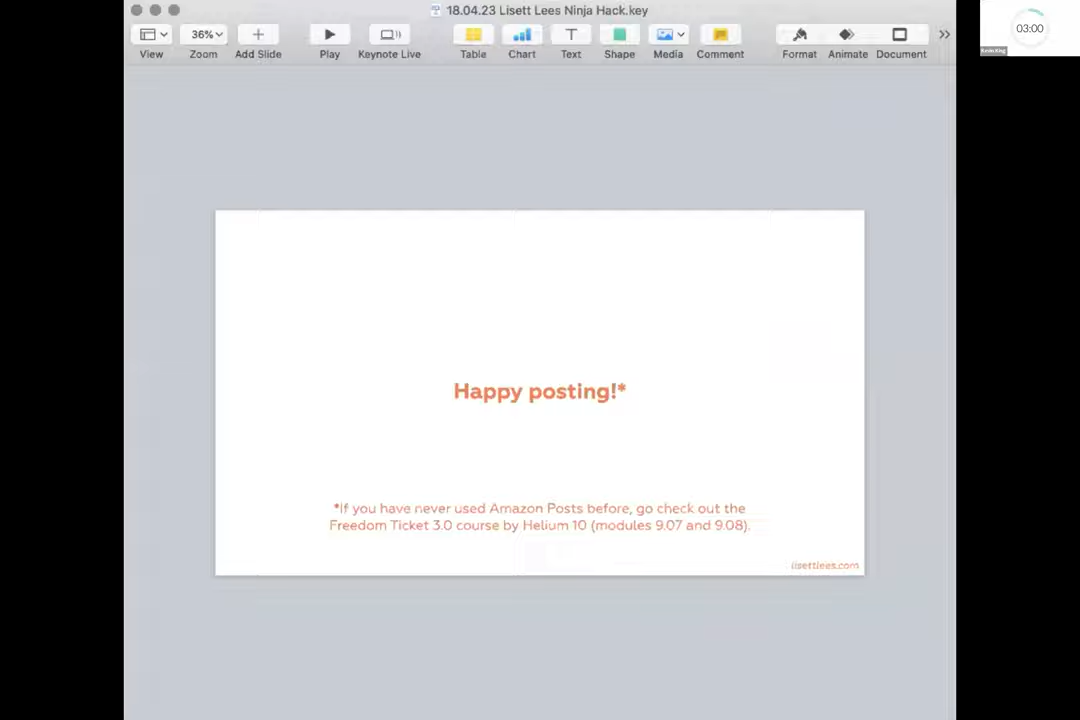 18.04.23 Lisett Lees Ninja Hack.key
36%
View
Zoom
Add Slide
Play
Keynote Live
Table
Chart
Text
Shape
Media
Comment
Format
Animate
Document
03:00
Kevin King
Happy posting!*
*If you have never used Amazon Posts before, go check out the
Freedom Ticket 3.0 course by Helium 10 (modules 9.07 and 9.08).
lisettlees.com